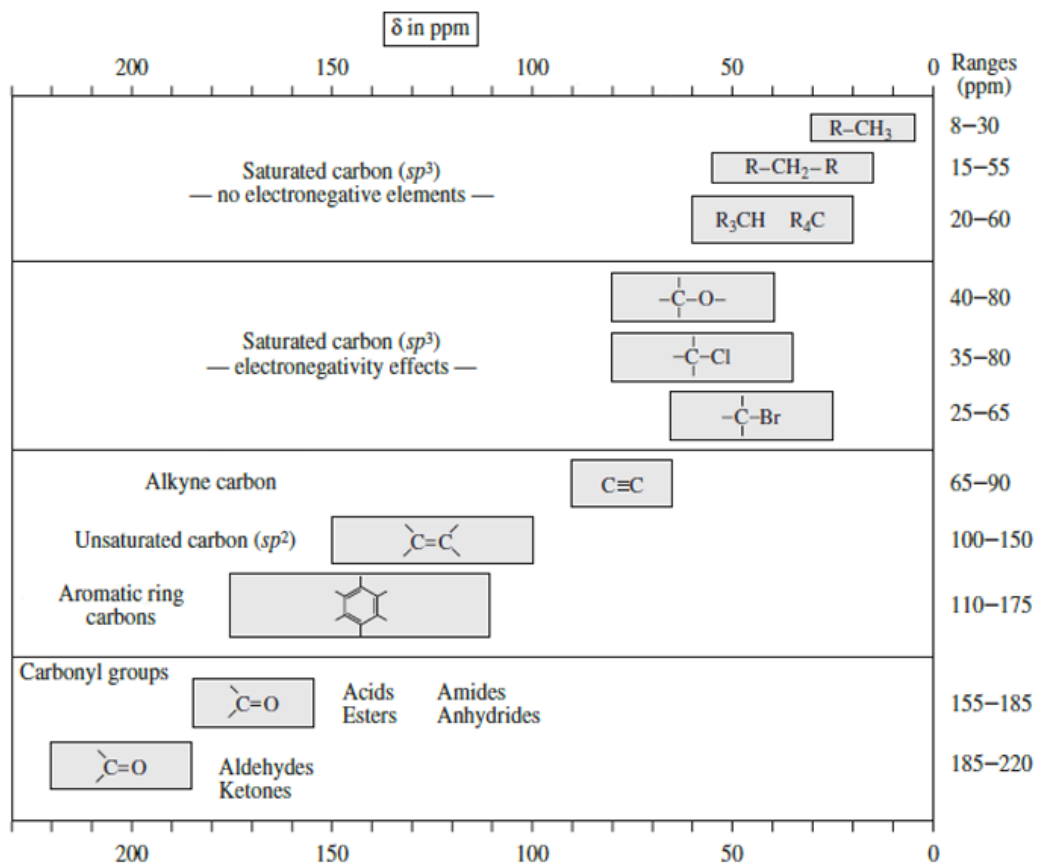 δ in ppm
200 150 100 50 0 Ranges
(ppm)
R–CH₃ 8–30
Saturated carbon (sp³)
— no electronegative elements —
R–CH₂–R 15–55
R₃CH R₄C 20–60
–C–O– 40–80
Saturated carbon (sp³)
— electronegativity effects —
–C–Cl 35–80
–C–Br 25–65
Alkyne carbon C≡C 65–90
Unsaturated carbon (sp²) C=C 100–150
Aromatic ring
carbons 110–175
Carbonyl groups
C=O Acids Amides 155–185
Esters Anhydrides
C=O Aldehydes 185–220
Ketones
200 150 100 50 0